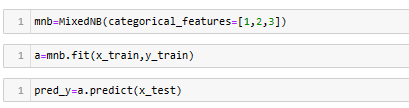 1 mnb=MixedNB(categorical_features=[1,2,3])
1 a=mnb.fit(x_train,y_train)
1 pred_y=a.predict(x_test)